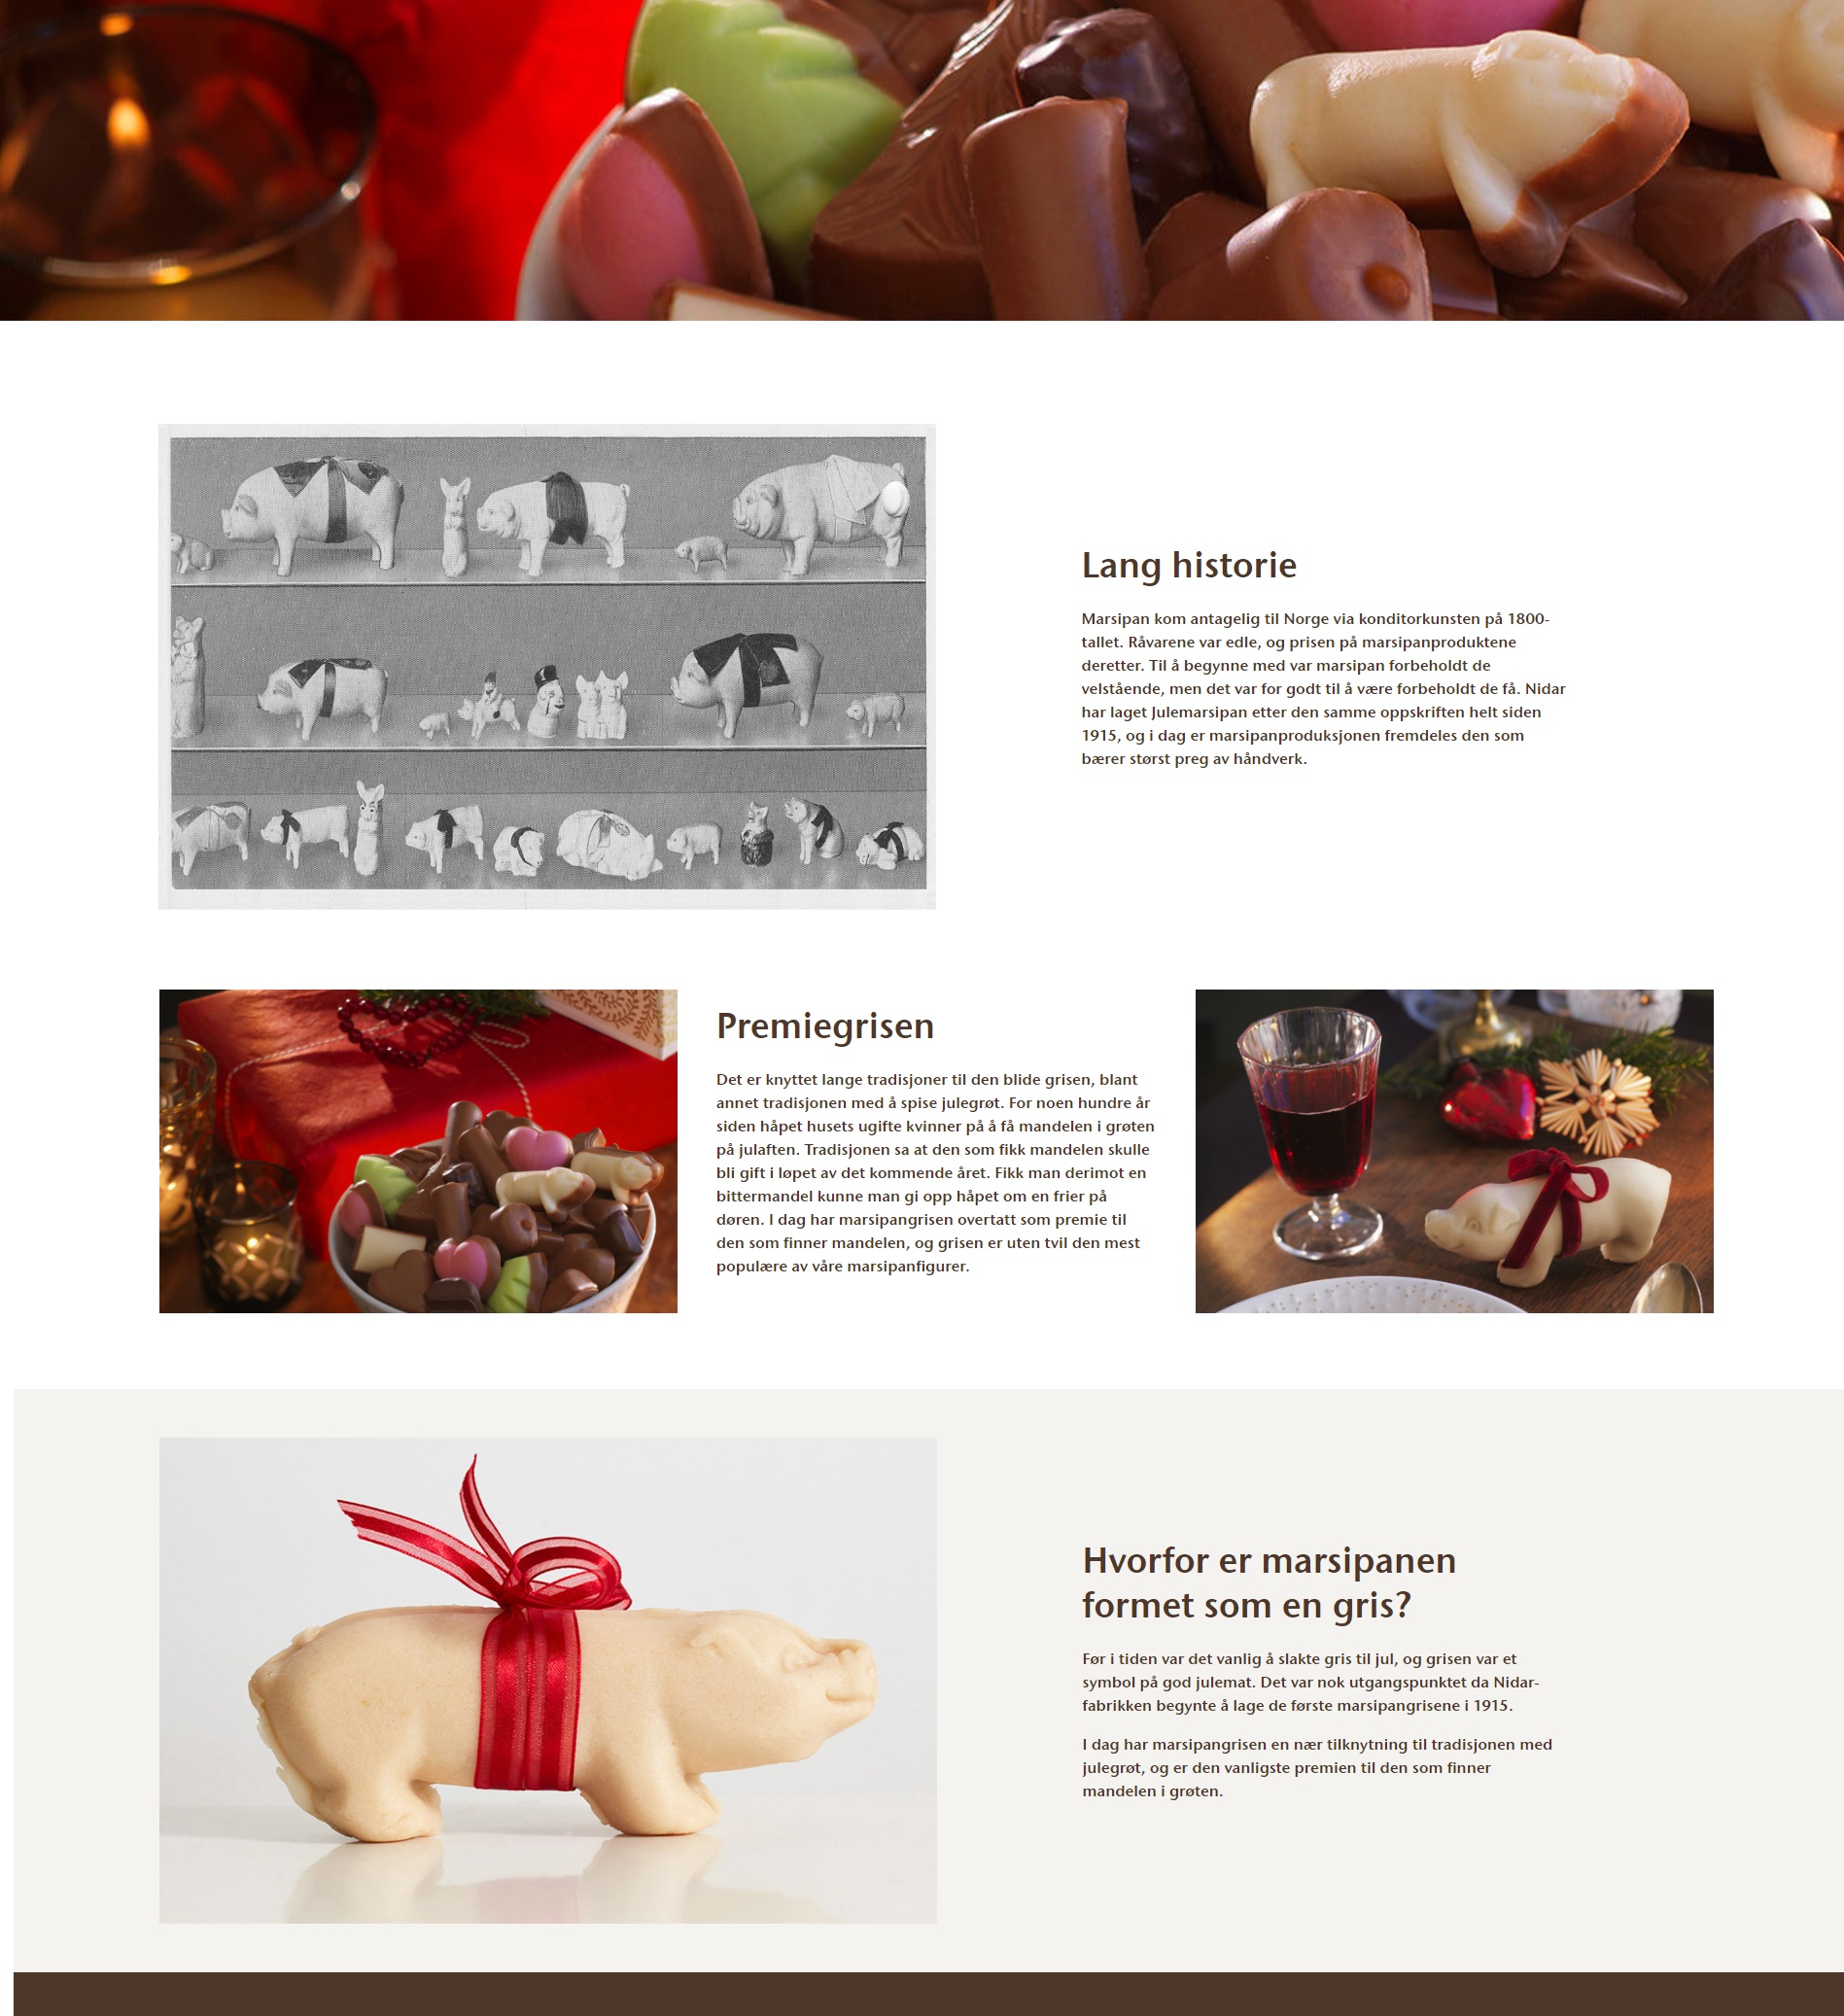 Lang historie
Marsipan kom antagelig til Norge via konditorkunsten på 1800-
tallet. Råvarene var edle, og prisen på marsipanproduktene
deretter. Til å begynne med var marsipan forbeholdt de
velstående, men det var for godt til å være forbeholdt de få. Nidar
har laget Julemarsipan etter den samme oppskriften helt siden
1915, og i dag er marsipanproduksjonen fremdeles den som
bærer størst preg av håndverk.
Premiegrisen
Det er knyttet lange tradisjoner til den blide grisen, blant
annet tradisjonen med å spise julegrøt. For noen hundre år
siden håpet husets ugifte kvinner på å få mandelen i grøten
på julaften. Tradisjonen sa at den som fikk mandelen skulle
bli gift i løpet av det kommende året. Fikk man derimot en
bittermandel kunne man gi opp håpet om en frier på
døren. I dag har marsipangrisen overtatt som premie til
den som finner mandelen, og grisen er uten tvil den mest
populære av våre marsipanfigurer.
Hvorfor er marsipanen
formet som en gris?
Før i tiden var det vanlig å slakte gris til jul, og grisen var et
symbol på god julemat. Det var nok utgangspunktet da Nidar-
fabrikken begynte å lage de første marsipangrisene i 1915.
I dag har marsipangrisen en nær tilknytning til tradisjonen med
julegrøt, og er den vanligste premien til den som finner
mandelen i grøten.